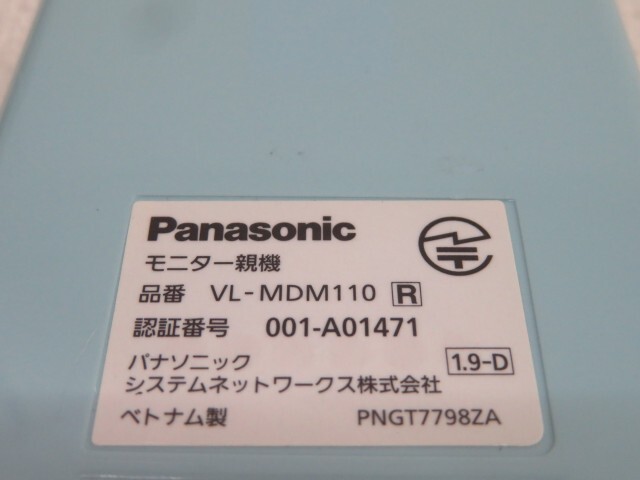 Panasonic
モニター親機
品番 VL-MDM110 R
認証番号 001-A01471
パナソニック 1.9-D
システムネットワークス株式会社
ベトナム製 PNGT7798ZA